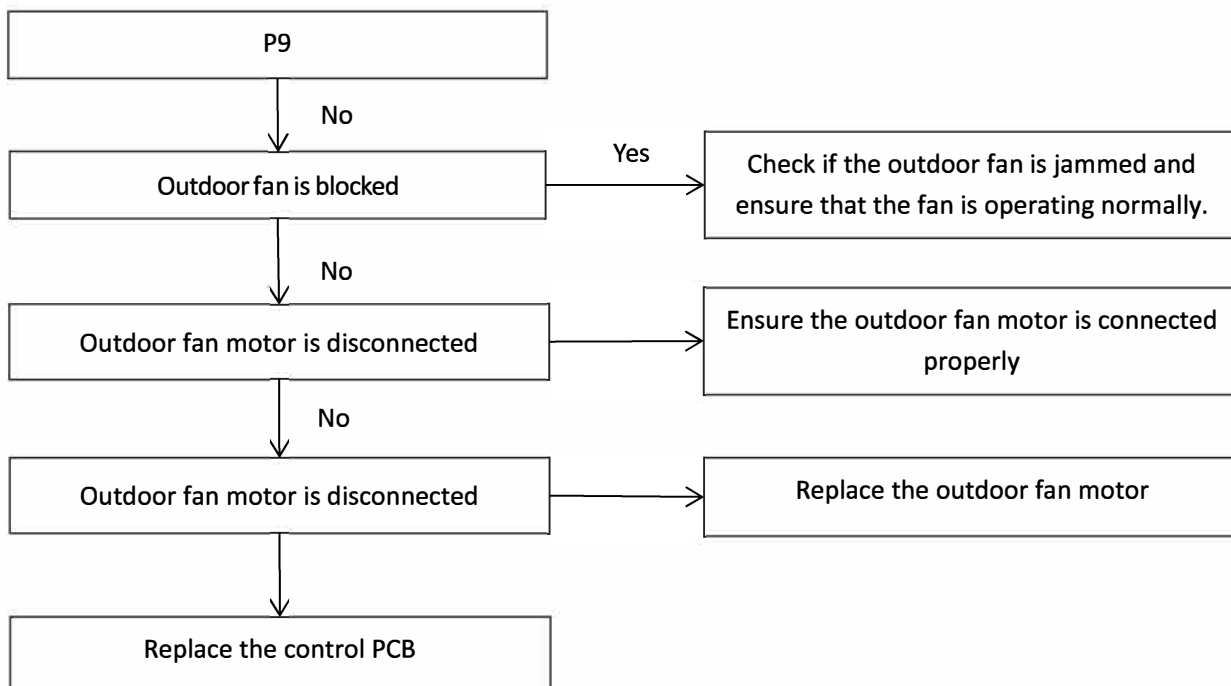 P9
No
Outdoor fan is blocked
Yes
Check if the outdoor fan is jammed and
ensure that the fan is operating normally.
No
Outdoor fan motor is disconnected
Ensure the outdoor fan motor is connected
properly
No
Outdoor fan motor is disconnected
Replace the outdoor fan motor
Replace the control PCB